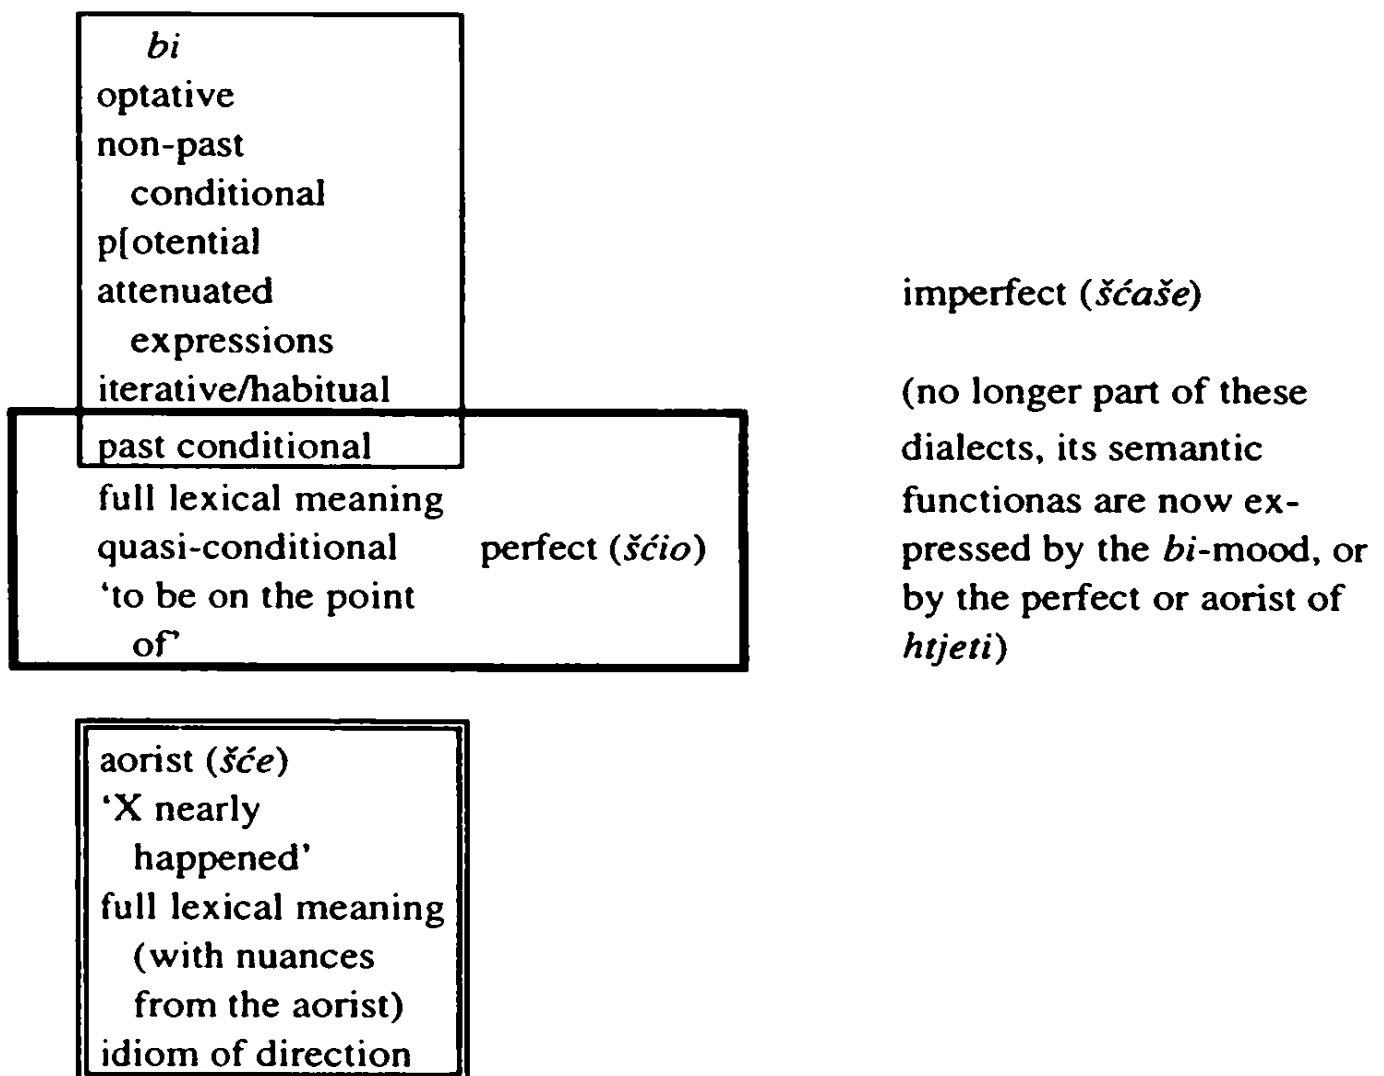 bi
optative
non-past
conditional
p[otential
attenuated
expressions
iterative/habitual
past conditional
full lexical meaning
quasi-conditional
‘to be on the point
of’
perfect (šćio)
imperfect (šćaše)
(no longer part of these
dialects, its semantic
functionas are now ex-
pressed by the bi-mood, or
by the perfect or aorist of
htjeti)
aorist (šće)
‘X nearly
happened’
full lexical meaning
(with nuances
from the aorist)
idiom of direction